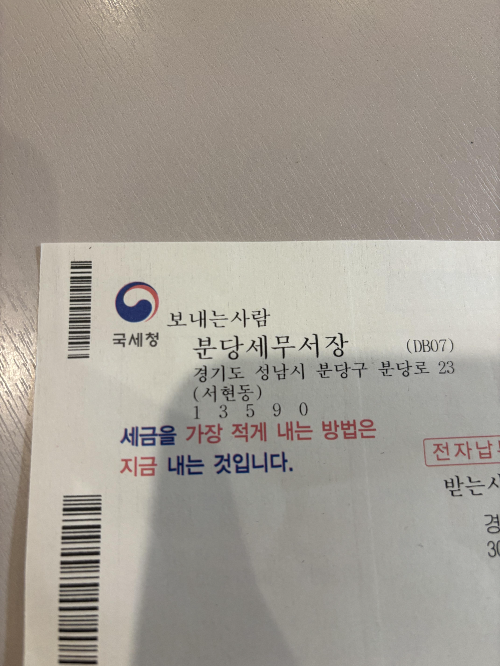 국세청
보내는사람
분당세무서장 (DB07)
경기도 성남시 분당구 분당로 23
(서현동)
1 3 5 9 0
세금을 가장 적게 내는 방법은
지금 내는 것입니다.
전자납부
받는사
경
30